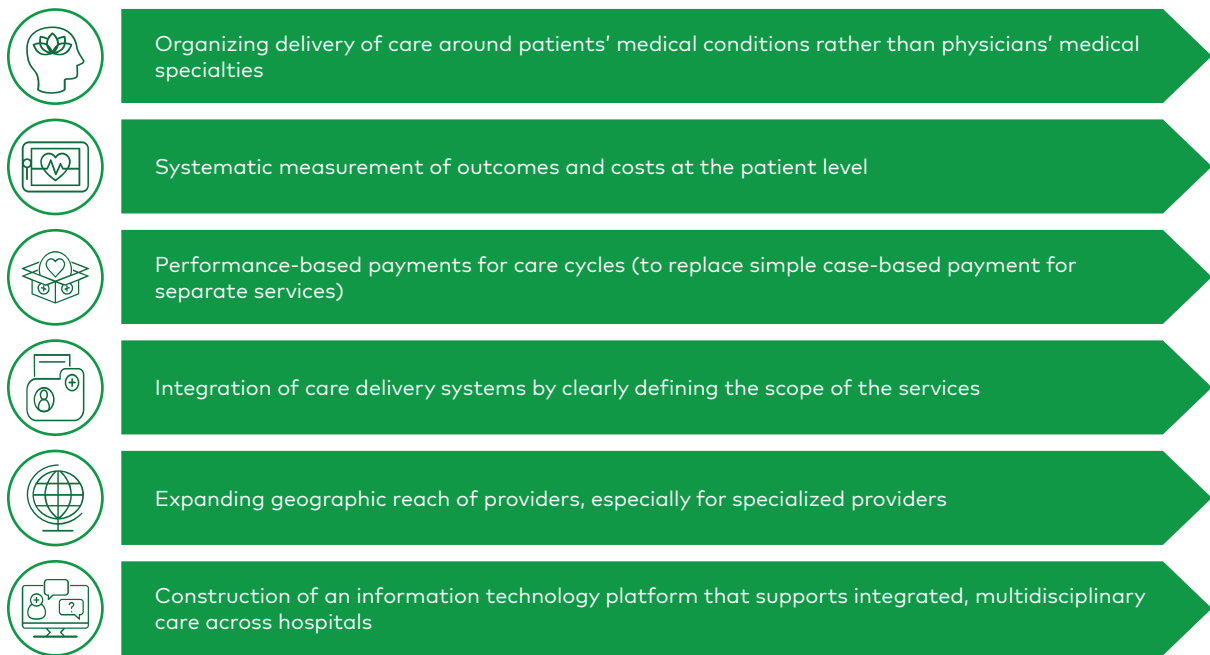 Organizing delivery of care around patients’ medical conditions rather than physicians’ medical
specialties
Systematic measurement of outcomes and costs at the patient level
Performance-based payments for care cycles (to replace simple case-based payment for
separate services)
Integration of care delivery systems by clearly defining the scope of the services
Expanding geographic reach of providers, especially for specialized providers
?
Construction of an information technology platform that supports integrated, multidisciplinary
care across hospitals